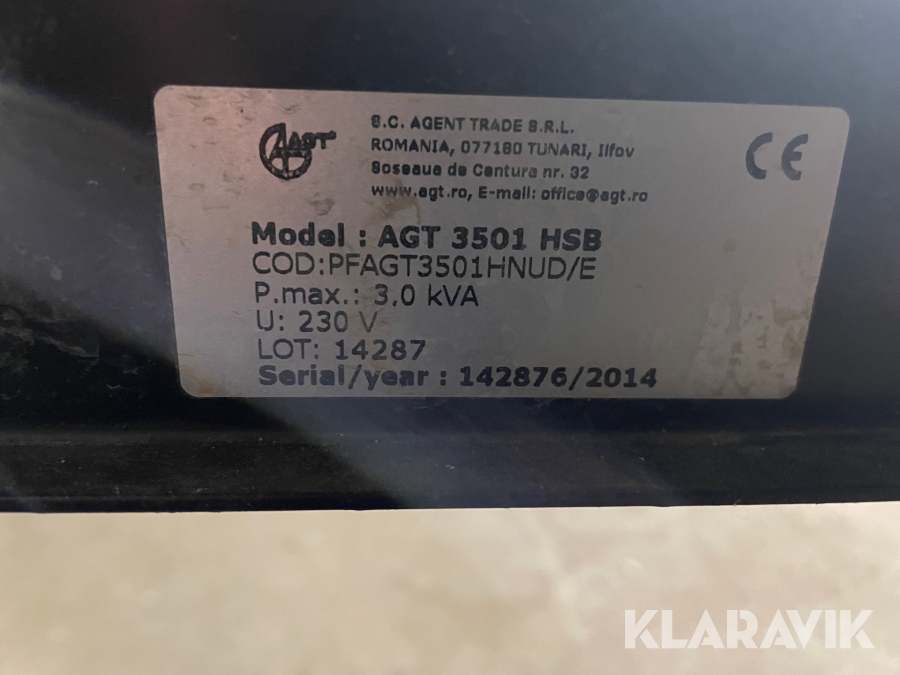 AGT
S.C. AGENT TRADE S.R.L.
ROMANIA, 077180 TUNARI, Ilfov
Soseaua de Centura nr. 32
www.agt.ro, E-mail: office@agt.ro
CE
Model : AGT 3501 HSB
COD:PFAGT3501HNUD/E
P.max.: 3,0 kVA
U: 230 V
LOT: 14287
Serial/year : 142876/2014
KLARAVIK